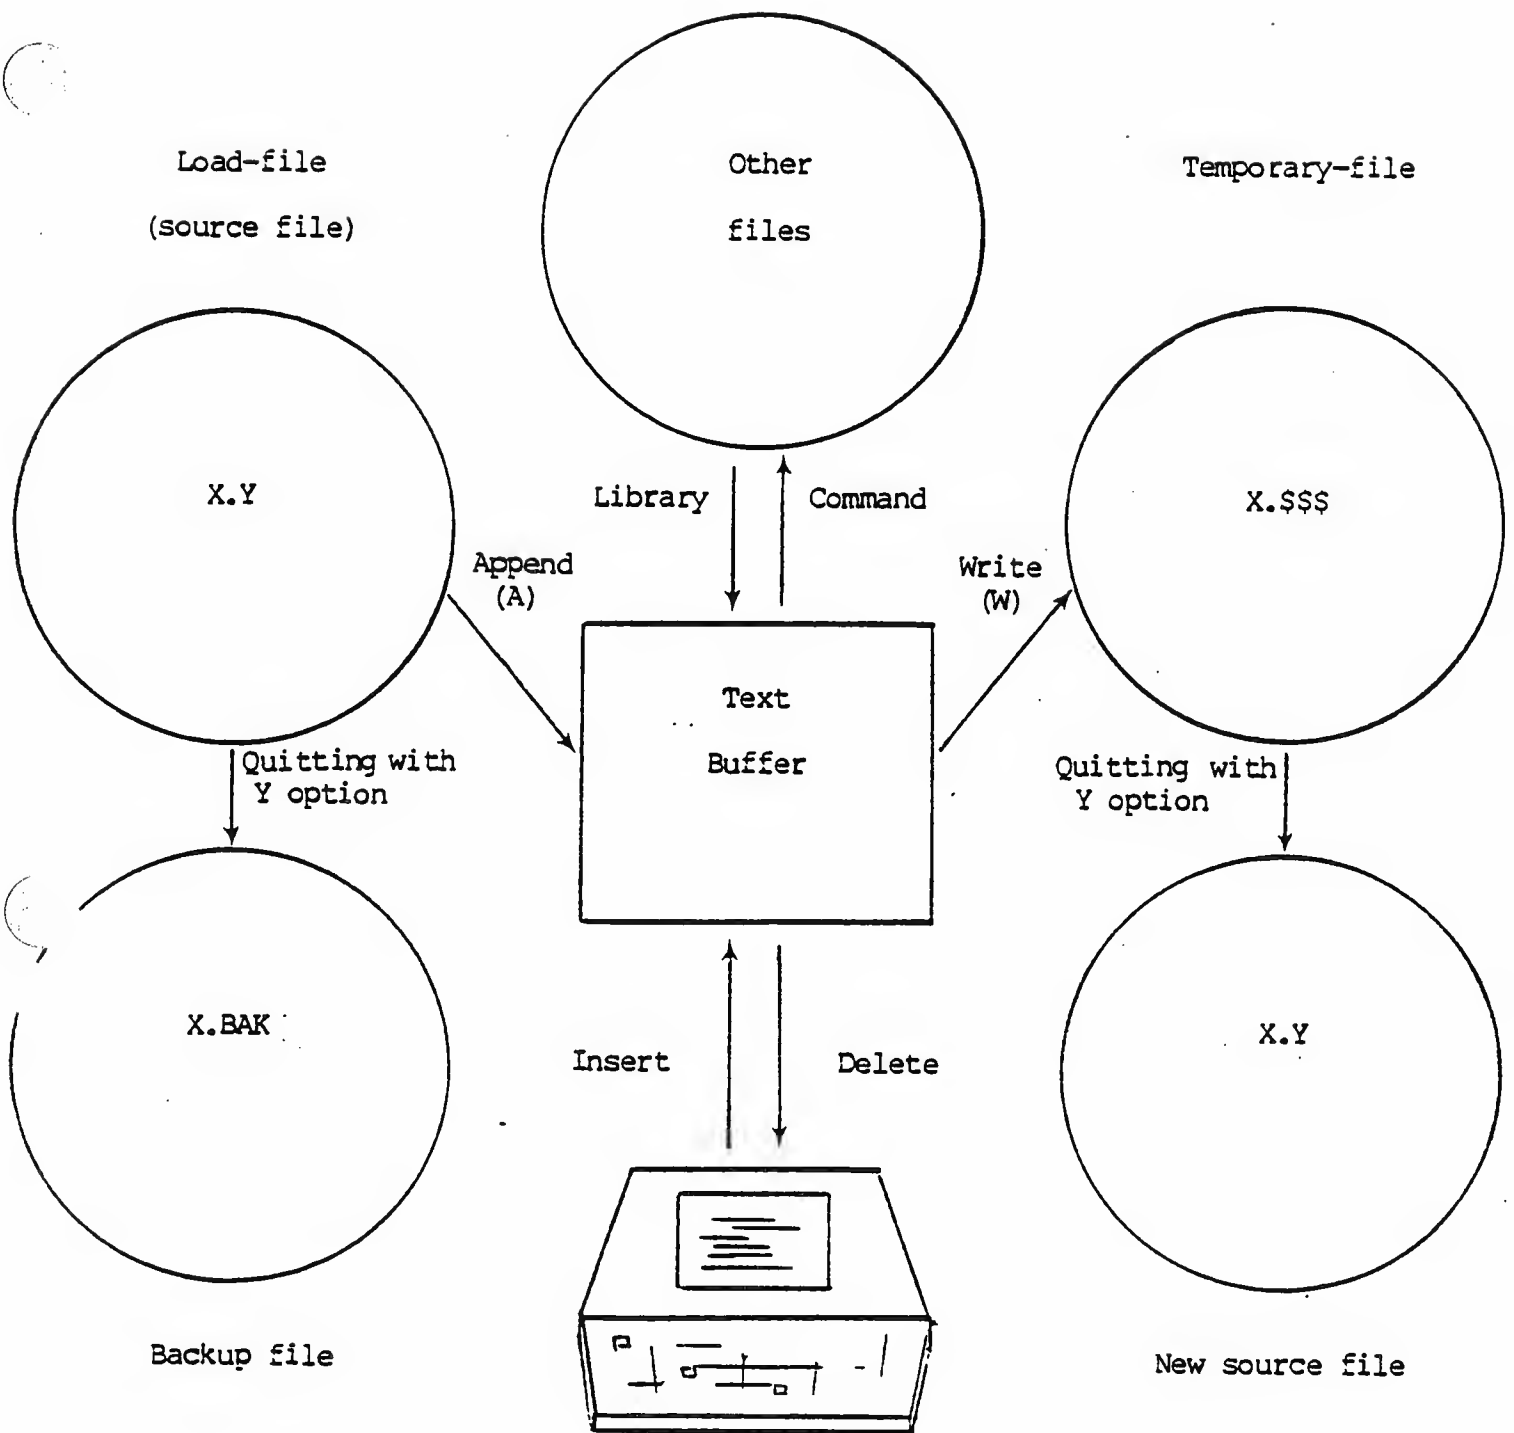 Load-file
(source file)
Other
files
Temporary-file
X.Y
Library
Command
X.$$$
Append
(A)
Write
(W)
Text
Buffer
Quitting with
Y option
Quitting with
Y option
X.BAK
X.Y
Insert
Delete
Backup file
New source file